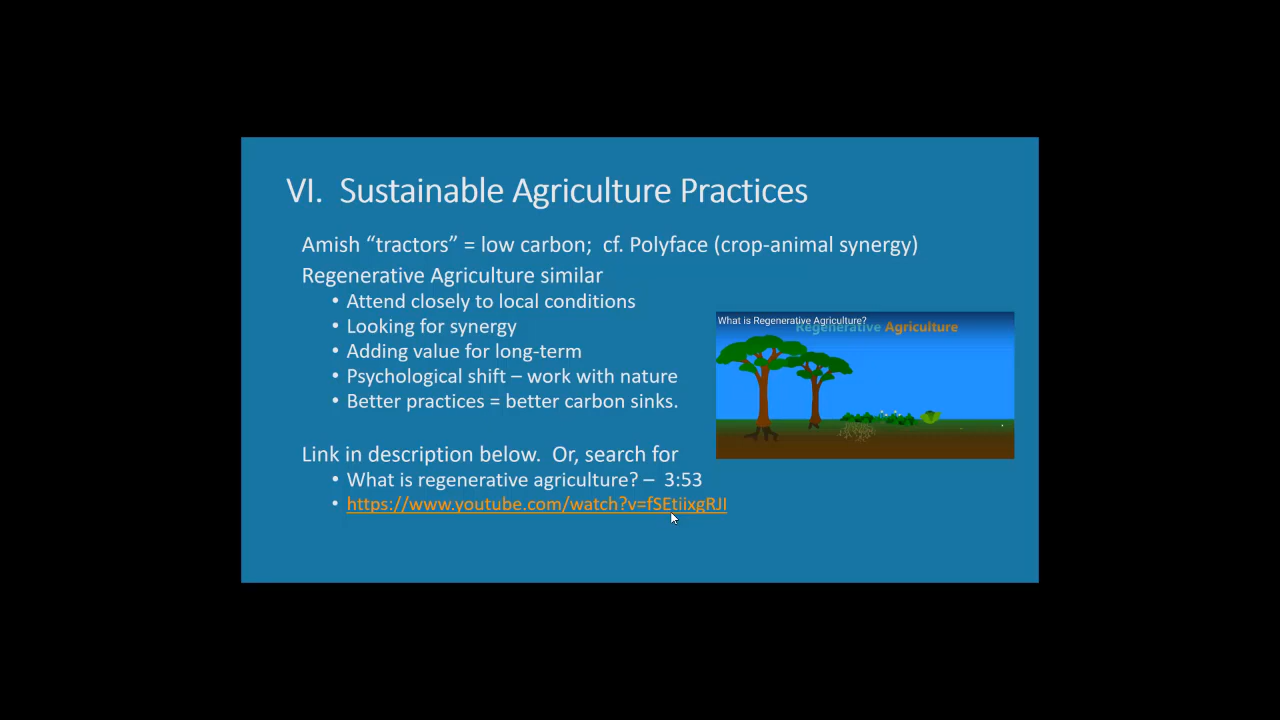 VI. Sustainable Agriculture Practices
Amish “tractors” = low carbon; cf. Polyface (crop-animal synergy)
Regenerative Agriculture similar
• Attend closely to local conditions
• Looking for synergy
• Adding value for long-term
• Psychological shift – work with nature
• Better practices = better carbon sinks.
What is Regenerative Agriculture?
Regenerative Agriculture
Link in description below. Or, search for
• What is regenerative agriculture? – 3:53
• https://www.youtube.com/watch?v=fSEtiixgRJI